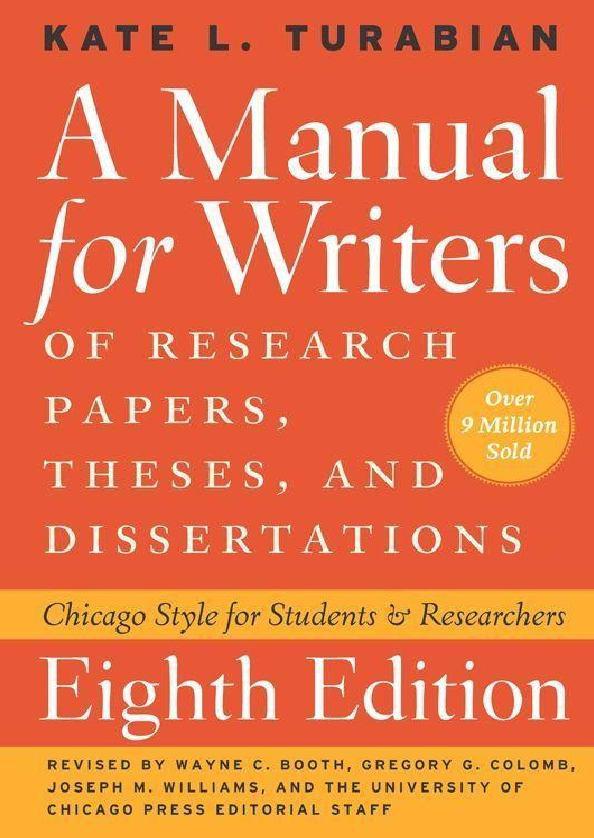 KATE L. TURABIAN
A Manual
for Writers
OF RESEARCH
PAPERS,
THESES, AND
DISSERTATIONS
Over
9 Million
Sold
Chicago Style for Students & Researchers
Eighth Edition
REVISED BY WAYNE C. BOOTH, GREGORY G. COLOMB,
JOSEPH M. WILLIAMS, AND THE UNIVERSITY OF
CHICAGO PRESS EDITORIAL STAFF